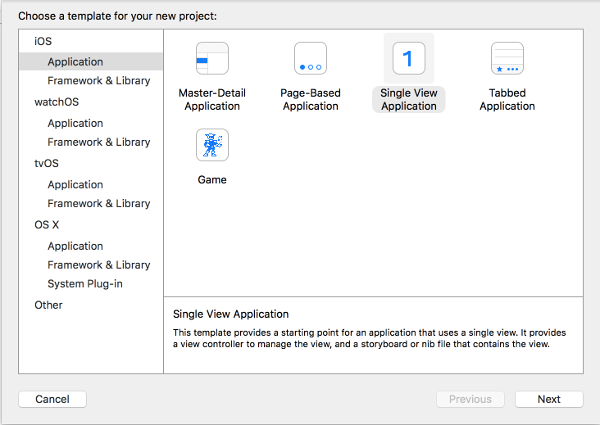 Choose a template for your new project:
iOS
Application
Framework & Library
watchOS
Application
Framework & Library
tvOS
Application
Framework & Library
OS X
Application
Framework & Library
System Plug-in
Other
Master-Detail
Application
Page-Based
Application
1
Single View
Application
Tabbed
Application
Game
Single View Application
This template provides a starting point for an application that uses a single view. It provides
a view controller to manage the view, and a storyboard or nib file that contains the view.
Cancel
Previous
Next